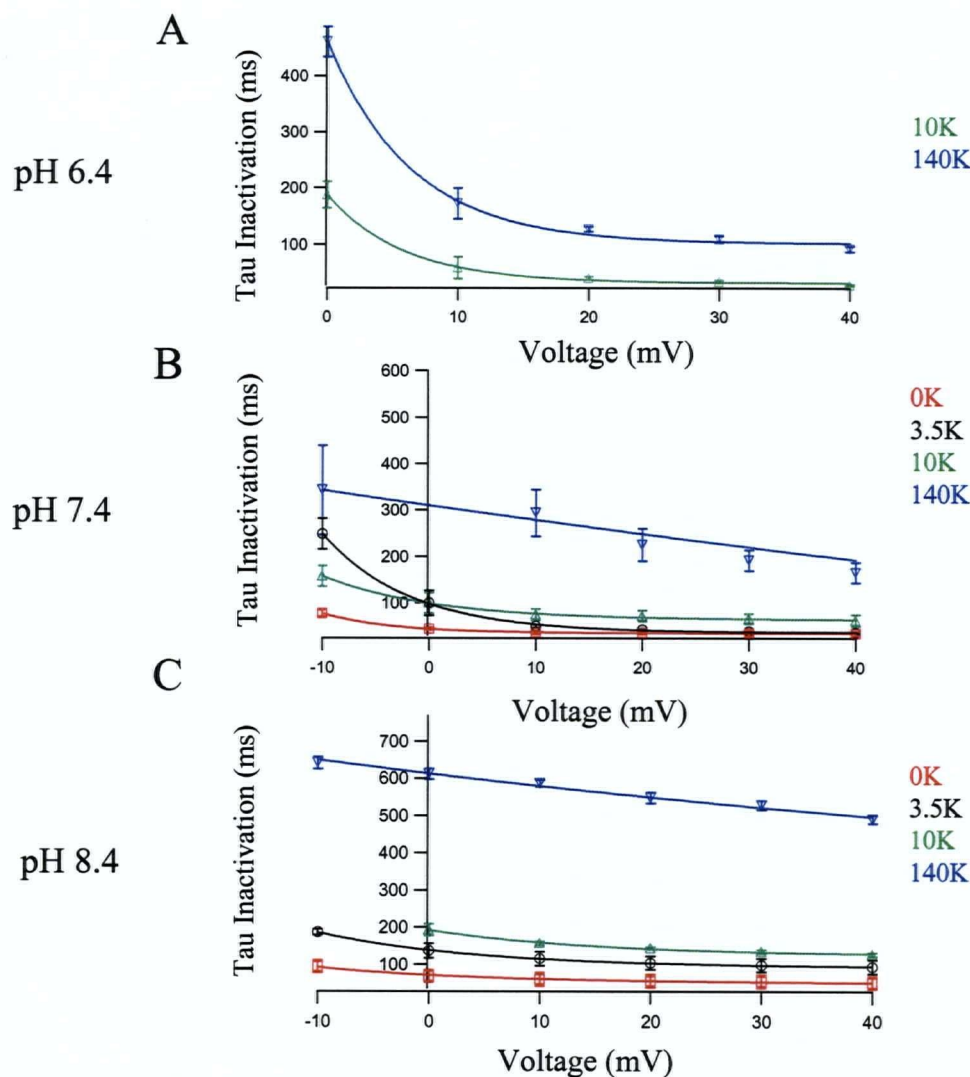 A
Tau Inactivation (ms)
400
300
200
100
0
10
20
30
40
Voltage (mV)
pH 6.4
10K
140K
B
Tau Inactivation (ms)
600
500
400
300
200
100
-10
0
10
20
30
40
Voltage (mV)
pH 7.4
0K
3.5K
10K
140K
C
Tau Inactivation (ms)
700
600
500
400
300
200
100
-10
0
10
20
30
40
Voltage (mV)
pH 8.4
0K
3.5K
10K
140K